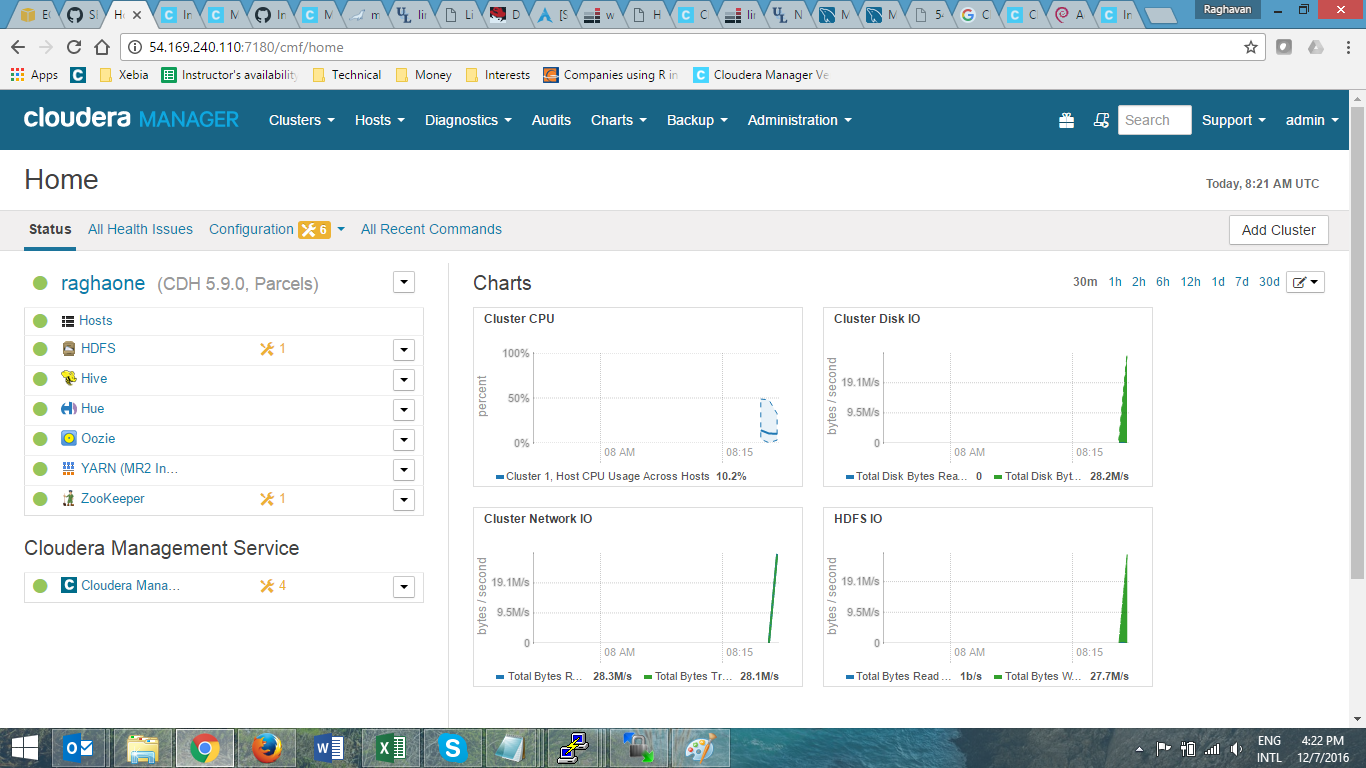 EC
Sl
Ho
In
M
In
M
m
lin
Li
D
[S
w
H
C
lin
N
M
M
5-
C
C
A
In
Raghavan
54.169.240.110:7180/cmf/home
Apps Xebia Instructor's availability Technical Money Interests Companies using R in Cloudera Manager Ve
cloudera MANAGER Clusters Hosts Diagnostics Audits Charts Backup Administration Search Support admin
Home
Today, 8:21 AM UTC
Status All Health Issues Configuration 6 All Recent Commands Add Cluster
raghaone (CDH 5.9.0, Parcels)
Hosts
HDFS 1
Hive
Hue
Oozie
YARN (MR2 In...
ZooKeeper 1
Cloudera Management Service
Cloudera Mana... 4
Charts
30m 1h 2h 6h 12h 1d 7d 30d
Cluster CPU
percent
100%
50%
0%
08 AM 08:15
Cluster 1, Host CPU Usage Across Hosts 10.2%
Cluster Disk IO
bytes / second
19.1M/s
9.5M/s
0
08 AM 08:15
Total Disk Bytes Rea... 0 Total Disk Byt... 28.2M/s
Cluster Network IO
bytes / second
19.1M/s
9.5M/s
0
08 AM 08:15
Total Bytes R... 28.3M/s Total Bytes Tr... 28.1M/s
HDFS IO
bytes / second
19.1M/s
9.5M/s
0
08 AM 08:15
Total Bytes Read ... 1b/s Total Bytes W... 27.7M/s
ENG
INTL
4:22 PM
12/7/2016